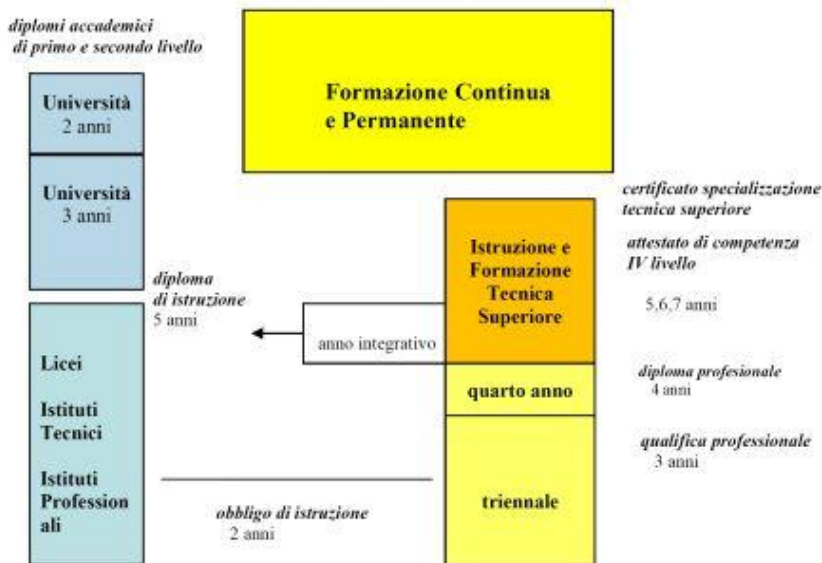 diplomi accademici
di primo e secondo livello
Università
2 anni
Università
3 anni
Formazione Continua
e Permanente
certificato specializzazione
tecnica superiore
attestato di competenza
IV livello
5,6,7 anni
Istruzione e
Formazione
Tecnica
Superiore
diploma
di istruzione
5 anni
anno integrativo
Licei
Istituti
Tecnici
Istituti
Profession
ali
quarto anno
diploma profesionale
4 anni
qualifica professionale
3 anni
triennale
obbligo di istruzione
2 anni